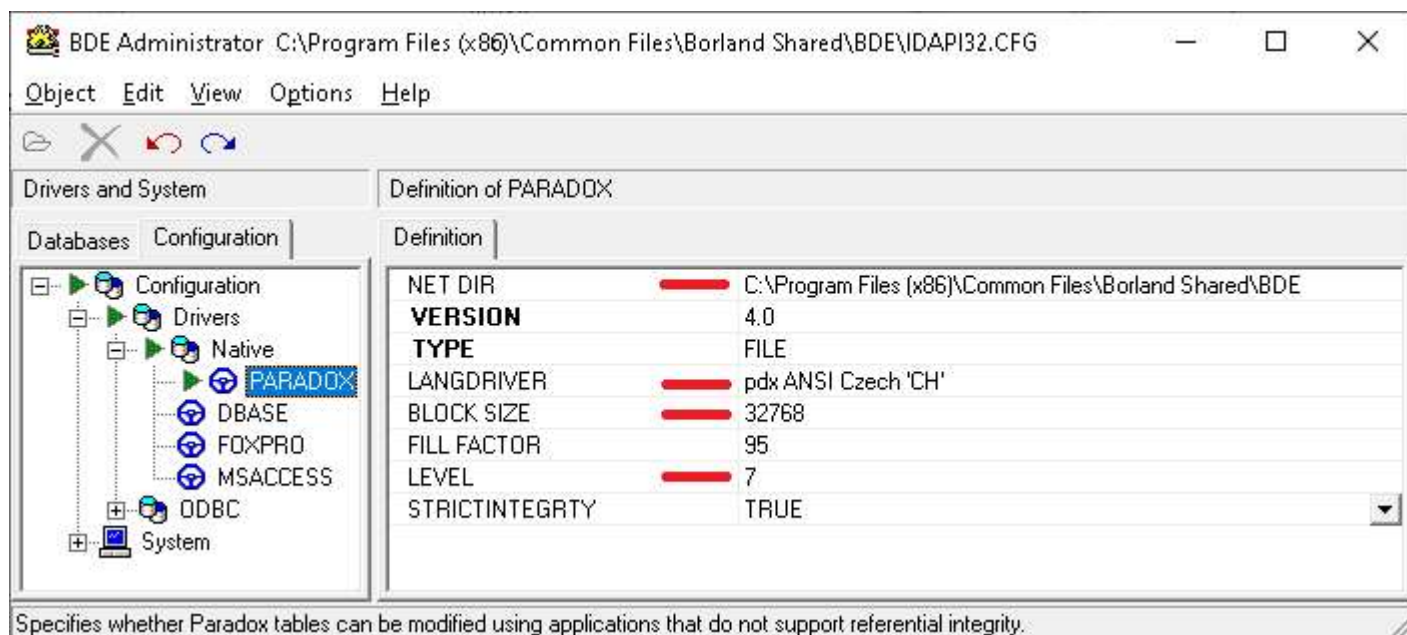 BDE Administrator C:\Program Files (x86)\Common Files\Borland Shared\BDE\IDAPI32.CFG
Object Edit View Options Help
Drivers and System
Definition of PARADOX
Databases Configuration
Definition
Configuration
Drivers
Native
PARADOX
DBASE
FOXPRO
MSACCESS
ODBC
System
NET DIR C:\Program Files (x86)\Common Files\Borland Shared\BDE
VERSION 4.0
TYPE FILE
LANGDRIVER pdx ANSI Czech 'CH'
BLOCK SIZE 32768
FILL FACTOR 95
LEVEL 7
STRICTINTEGRTY TRUE
Specifies whether Paradox tables can be modified using applications that do not support referential integrity.